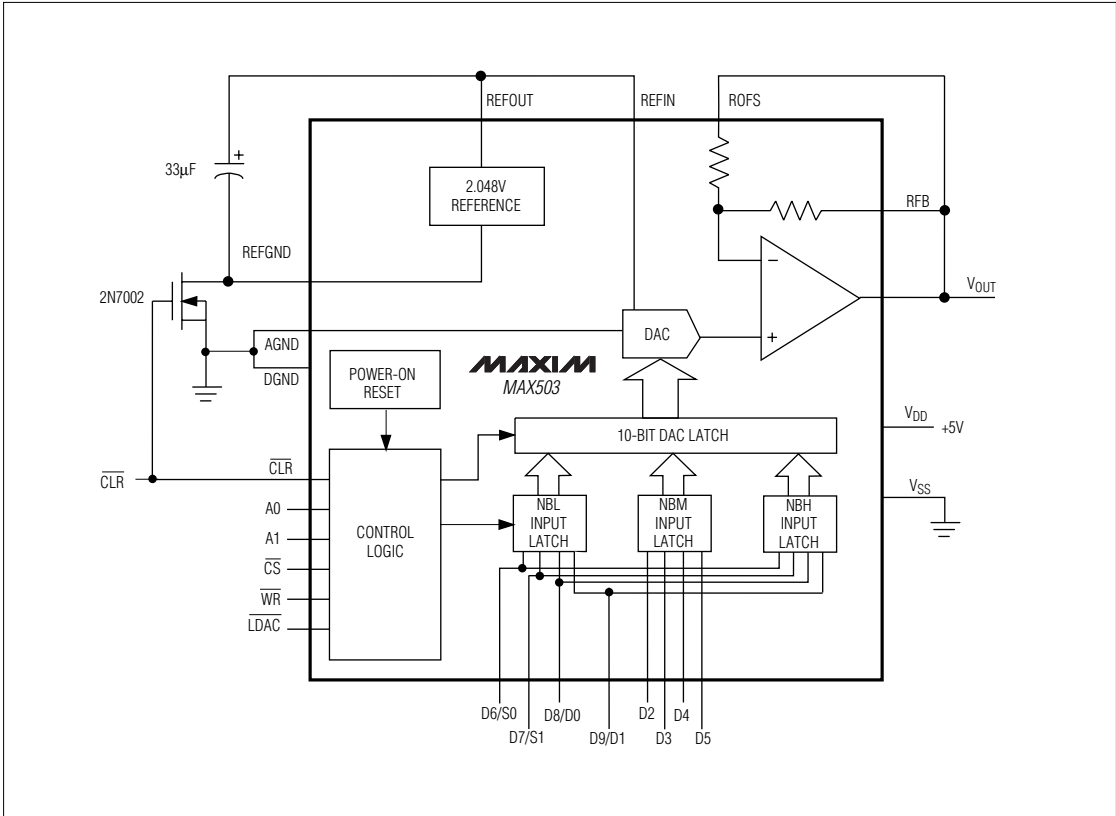 REFOUT
REFIN
ROFS
33µF
+
2.048V
REFERENCE
RFB
REFGND
−
2N7002
VOUT
DAC
+
AGND
DGND
POWER-ON
RESET
MAXIM
MAX503
VDD
+5V
10-BIT DAC LATCH
CLR
CLR
VSS
NBL
INPUT
LATCH
NBM
INPUT
LATCH
NBH
INPUT
LATCH
A0
A1
CS
WR
LDAC
CONTROL
LOGIC
D6/S0
D8/D0
D2
D4
D7/S1
D9/D1
D3
D5